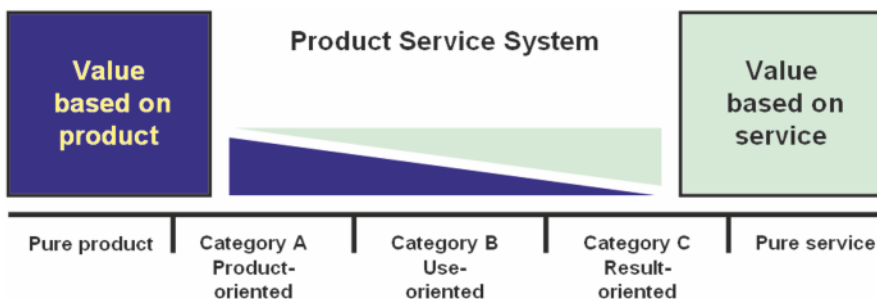 Product Service System
Value
based on
product
Value
based on
service
Pure product
Category A
Product-
oriented
Category B
Use-
oriented
Category C
Result-
oriented
Pure service